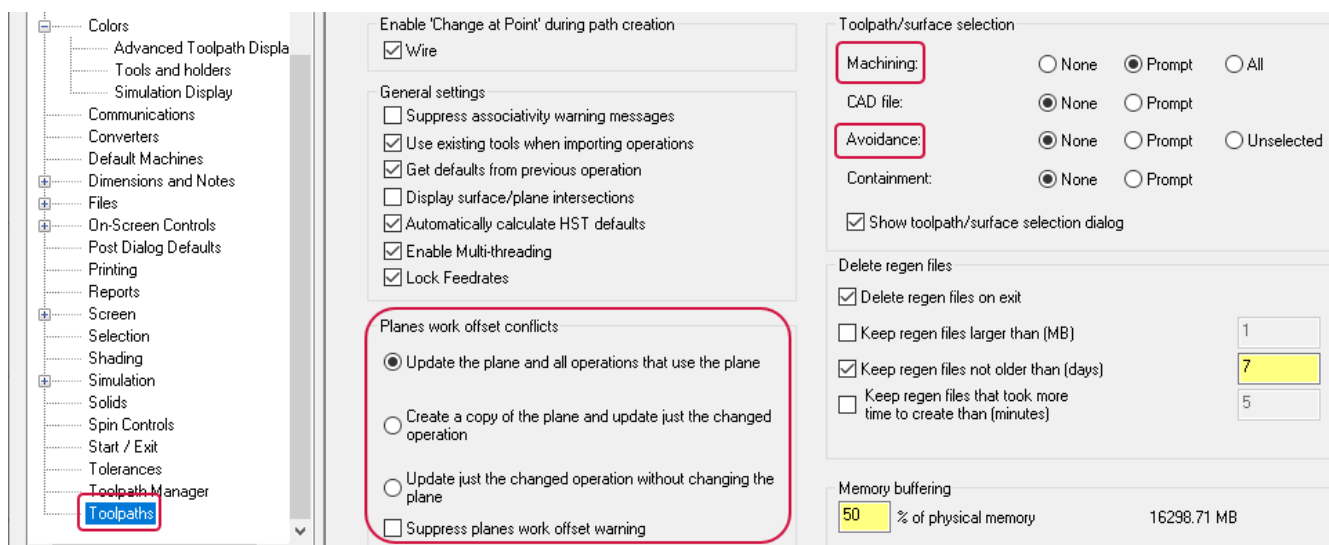 Colors
Advanced Toolpath Displa
Tools and holders
Simulation Display
Communications
Converters
Default Machines
Dimensions and Notes
Files
On-Screen Controls
Post Dialog Defaults
Printing
Reports
Screen
Selection
Shading
Simulation
Solids
Spin Controls
Start / Exit
Tolerances
Toolpath Manager
Toolpaths
Enable 'Change at Point' during path creation
Wire
General settings
Suppress associativity warning messages
Use existing tools when importing operations
Get defaults from previous operation
Display surface/plane intersections
Automatically calculate HST defaults
Enable Multi-threading
Lock Feedrates
Planes work offset conflicts
Update the plane and all operations that use the plane
Create a copy of the plane and update just the changed
operation
Update just the changed operation without changing the
plane
Suppress planes work offset warning
Toolpath/surface selection
Machining: None Prompt All
CAD file: None Prompt
Avoidance: None Prompt Unselected
Containment: None Prompt
Show toolpath/surface selection dialog
Delete regen files
Delete regen files on exit
Keep regen files larger than (MB) 1
Keep regen files not older than (days) 7
Keep regen files that took more
time to create than (minutes) 5
Memory buffering
50 % of physical memory 16298.71 MB